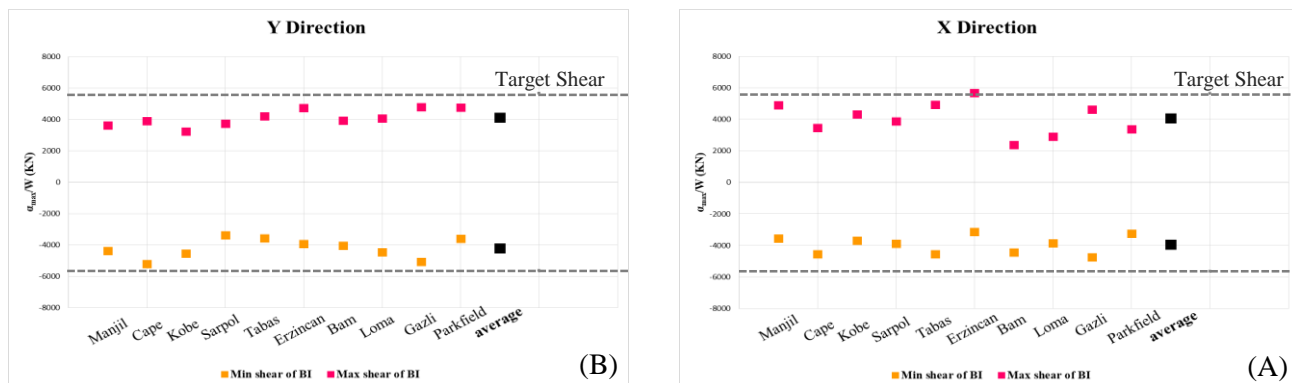 Y Direction
8000
6000
4000
2000
0
-2000
-4000
-6000
-8000
a max/W (KN)
Target Shear
Manjil
Cape
Kobe
Sarpol
Tabas
Erzincan
Bam
Loma
Gazli
Parkfield
average
Min shear of BI
Max shear of BI
(B)
X Direction
8000
6000
4000
2000
0
-2000
-4000
-6000
-8000
a max/W (KN)
Target Shear
Manjil
Cape
Kobe
Sarpol
Tabas
Erzincan
Bam
Loma
Gazli
Parkfield
average
Min shear of BI
Max shear of BI
(A)